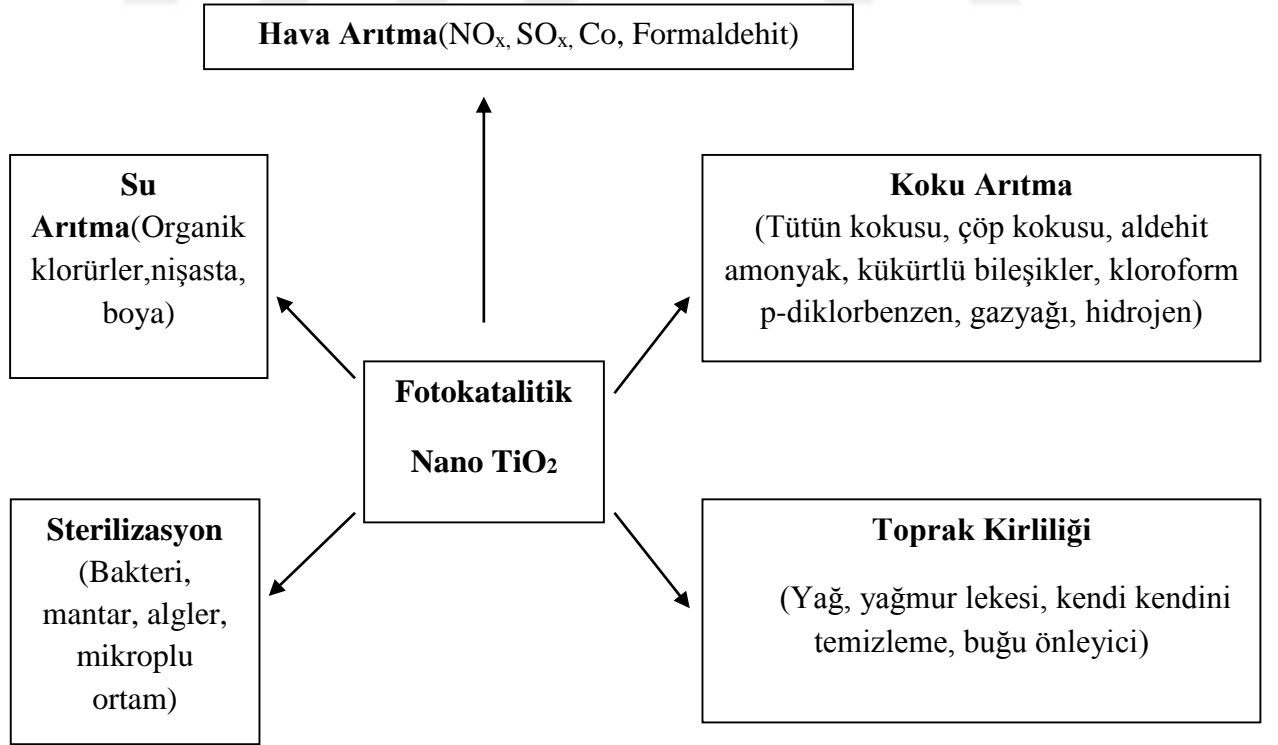 Hava Arıtma(NOₓ, SOₓ, Co, Formaldehit)
Su
Arıtma(Organik
klorürler,nişasta,
boya)
Koku Arıtma
(Tütün kokusu, çöp kokusu, aldehit
amonyak, kükürtlü bileşikler, kloroform
p-diklorbenzen, gazyağı, hidrojen)
Fotokatalitik
Nano TiO₂
Sterilizasyon
(Bakteri,
mantar, algler,
mikroplu
ortam)
Toprak Kirliliği
(Yağ, yağmur lekesi, kendi kendini
temizleme, buğu önleyici)